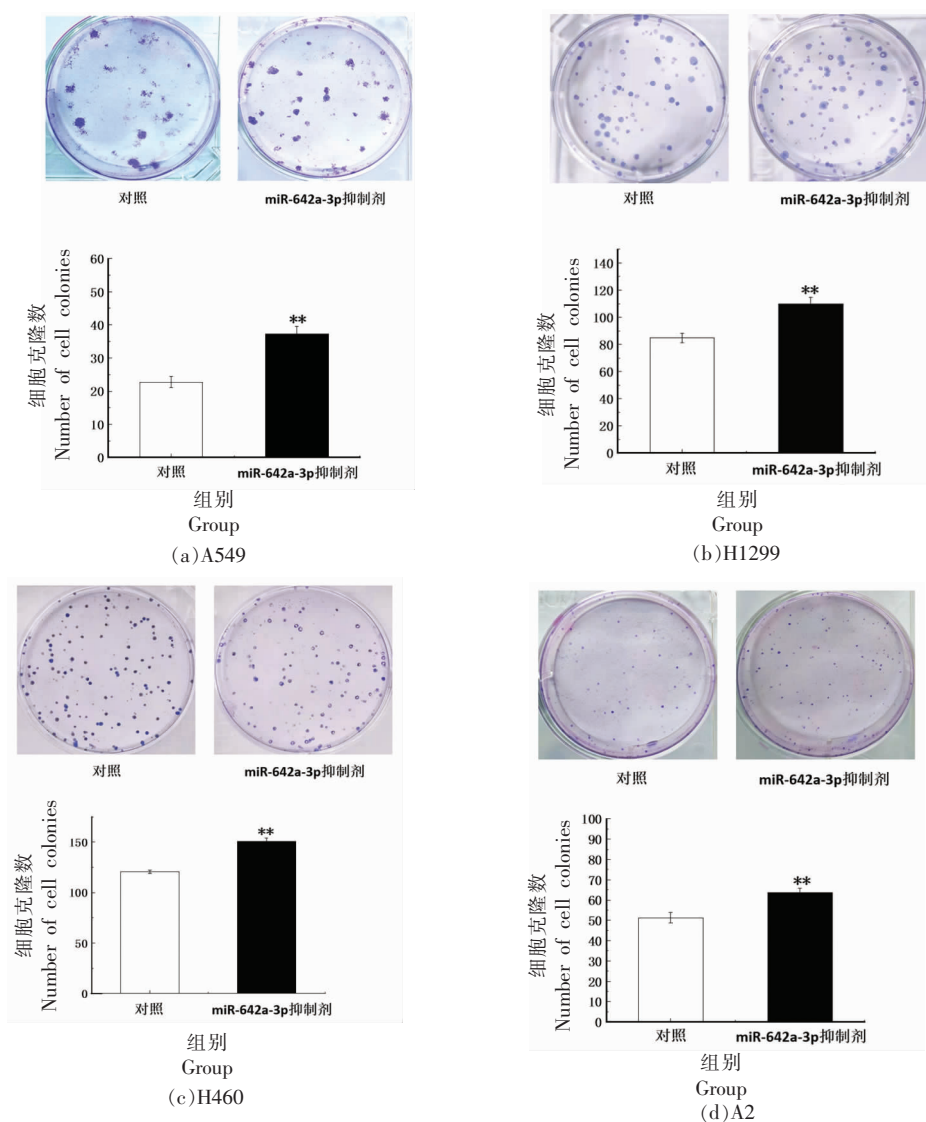 对照 miR-642a-3p抑制剂
细胞克隆数
Number of cell colonies
60
50
40
30
20
10
0
**
对照 miR-642a-3p抑制剂
组别
Group
(a)A549
对照 miR-642a-3p抑制剂
细胞克隆数
Number of cell colonies
140
120
100
80
60
40
20
0
**
对照 miR-642a-3p抑制剂
组别
Group
(b)H1299
对照 miR-642a-3p抑制剂
细胞克隆数
Number of cell colonies
150
100
50
0
**
对照 miR-642a-3p抑制剂
组别
Group
(c)H460
对照 miR-642a-3p抑制剂
细胞克隆数
Number of cell colonies
100
90
80
70
60
50
40
30
20
10
0
**
对照 miR-642a-3p抑制剂
组别
Group
(d)A2